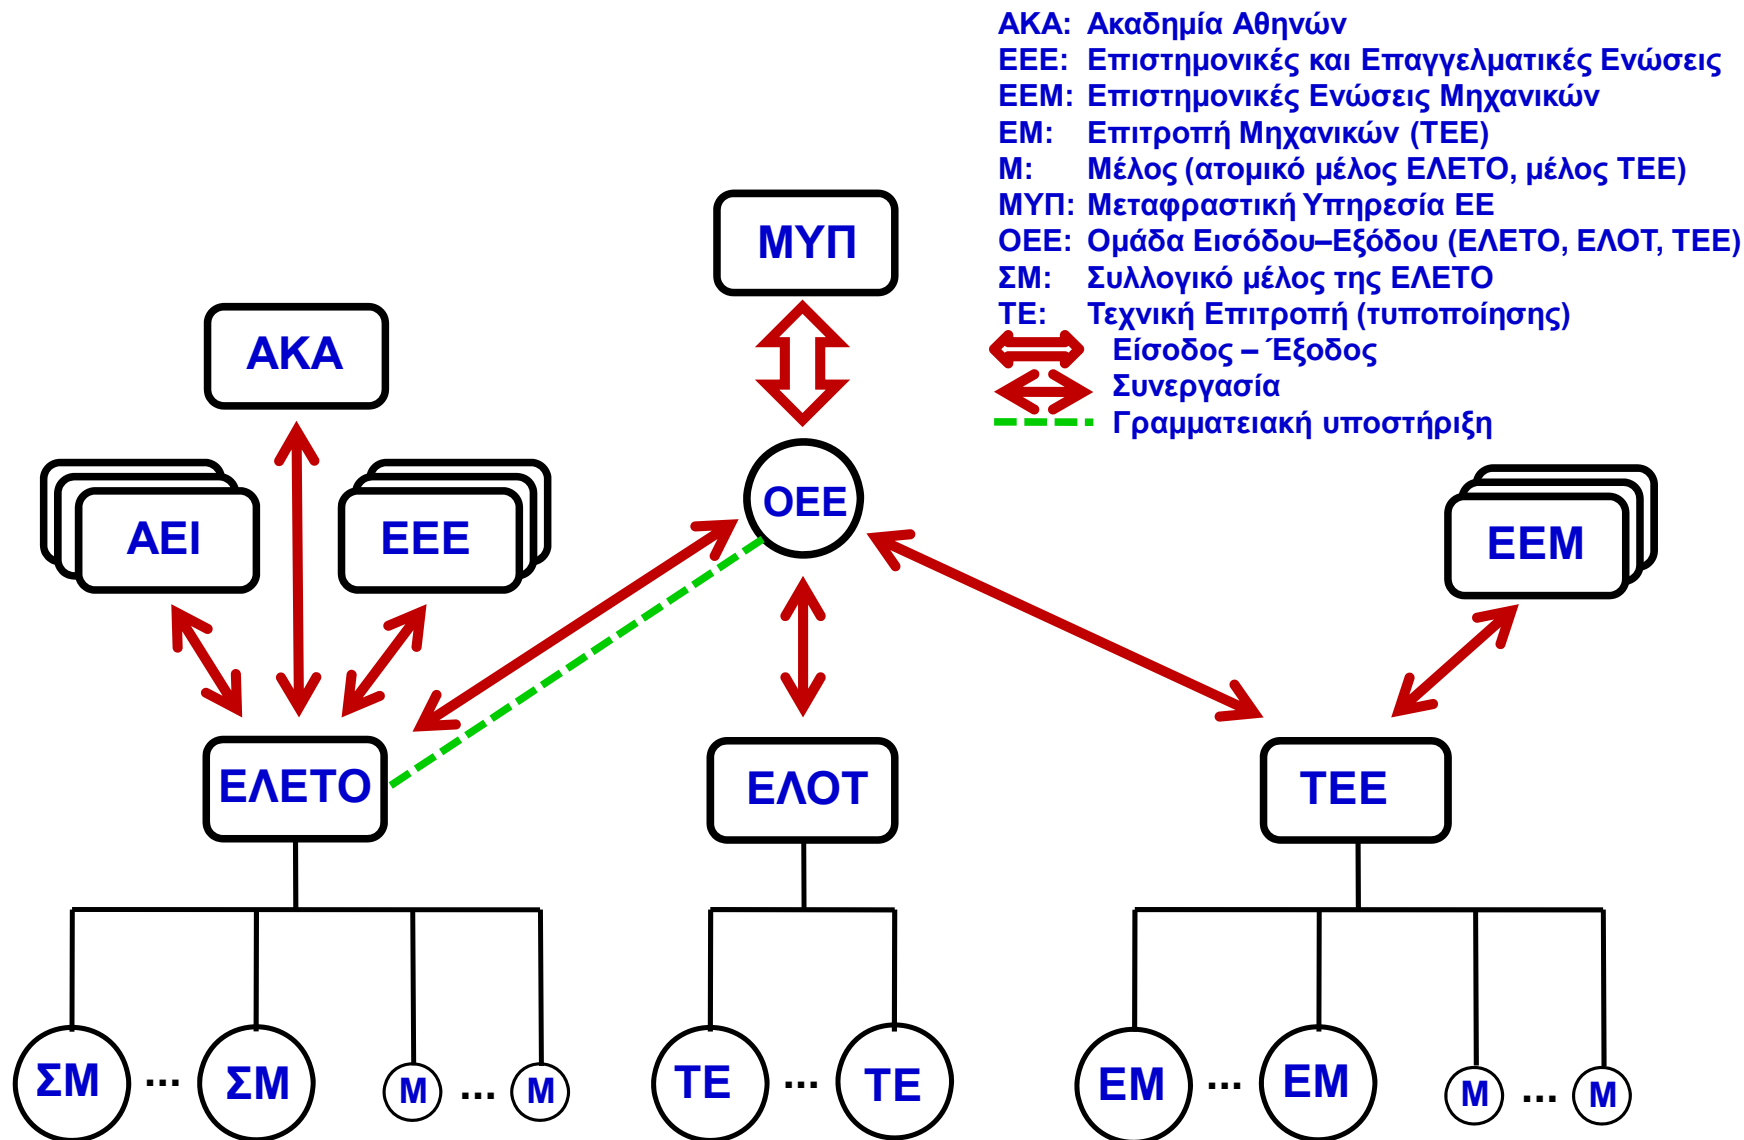 ΑΚΑ: Ακαδημία Αθηνών
ΕΕΕ: Επιστημονικές και Επαγγελματικές Ενώσεις
ΕΕΜ: Επιστημονικές Ενώσεις Μηχανικών
ΕΜ: Επιτροπή Μηχανικών (ΤΕΕ)
Μ: Μέλος (ατομικό μέλος ΕΛΕΤΟ, μέλος ΤΕΕ)
ΜΥΠ: Μεταφραστική Υπηρεσία ΕΕ
ΟΕΕ: Ομάδα Εισόδου–Εξόδου (ΕΛΕΤΟ, ΕΛΟΤ, ΤΕΕ)
ΣΜ: Συλλογικό μέλος της ΕΛΕΤΟ
ΤΕ: Τεχνική Επιτροπή (τυποποίησης)
Είσοδος – Έξοδος
Συνεργασία
Γραμματειακή υποστήριξη
ΜΥΠ
ΑΚΑ
ΟΕΕ
ΑΕΙ
ΕΕΕ
ΕΕΜ
ΕΛΕΤΟ
ΕΛΟΤ
ΤΕΕ
ΣΜ ... ΣΜ Μ ... Μ ΤΕ ... ΤΕ ΕΜ ... ΕΜ Μ ... Μ